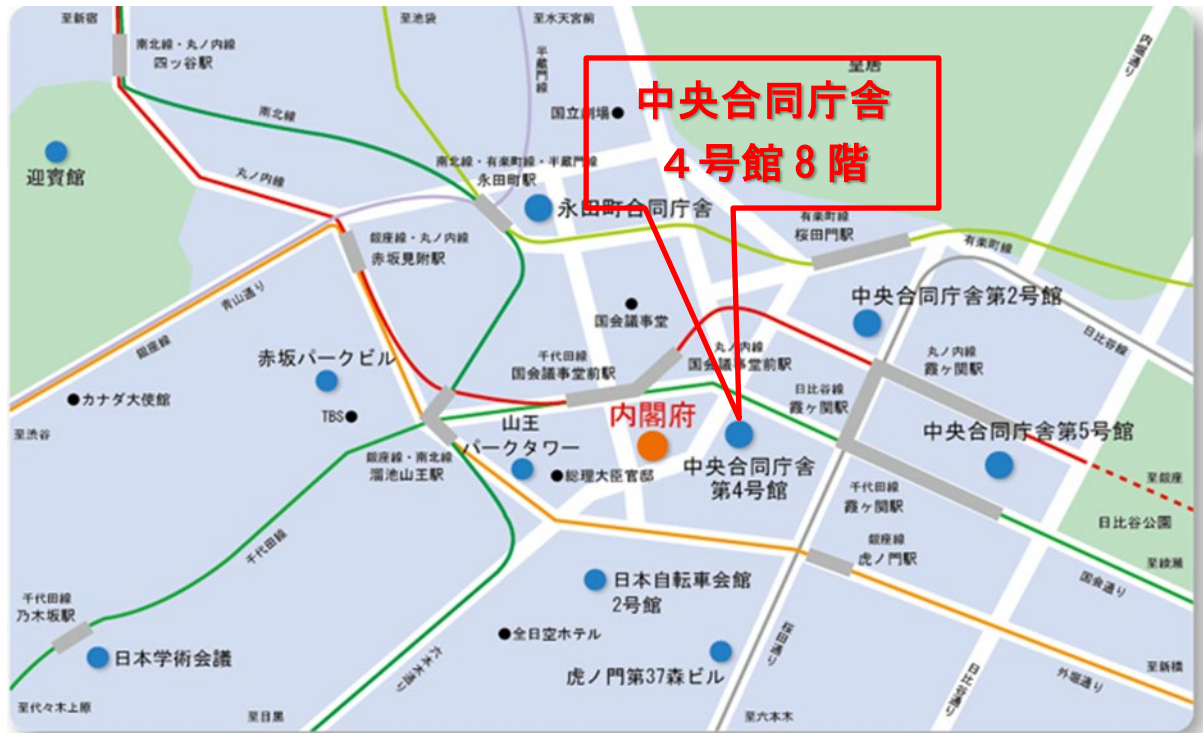 至新宿
至池袋
至水天宮前
南北線・丸ノ内線
四ッ谷駅
半蔵門線
内堀通り
皇居
中央合同庁舎
４号館８階
国立劇場
南北線
迎賓館
丸ノ内線
南北線・有楽町線・半蔵門線
永田町駅
永田町合同庁舎
有楽町線
桜田門駅
有楽町線
銀座線・丸ノ内線
赤坂見附駅
青山通り
銀座線
国会議事堂
中央合同庁舎第2号館
日比谷線
赤坂パークビル
千代田線
国会議事堂前駅
丸ノ内線
国会議事堂前駅
丸ノ内線
霞ヶ関駅
日比谷線
霞ヶ関駅
カナダ大使館
TBS
至渋谷
山王
パークタワー
内閣府
中央合同庁舎第5号館
銀座線・南北線
溜池山王駅
総理大臣官邸
中央合同庁舎
第4号館
千代田線
霞ヶ関駅
至銀座
日比谷公園
千代田線
銀座線
虎ノ門駅
至綾瀬
国会通り
日本自転車会館
2号館
千代田線
乃木坂駅
全日空ホテル
日本学術会議
六本木通り
虎ノ門第37森ビル
桜田通り
日比谷通り
外堀通り
至新橋
至代々木上原
至目黒
至六本木